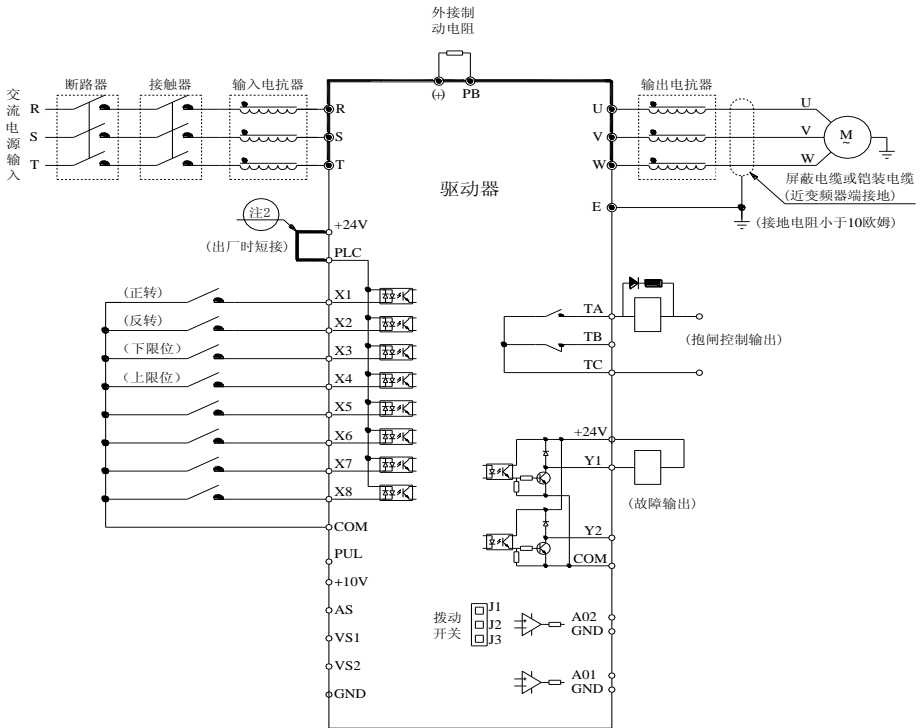 外接制
动电阻
(+)
PB
断路器
接触器
输入电抗器
输出电抗器
交流电源输入
R
S
T
R
S
T
U
V
W
U
V
W
M
~
驱动器
屏蔽电缆或铠装电缆
(近变频器端接地)
E
(接地电阻小于10欧姆)
注2
(出厂时短接)
+24V
PLC
(正转)
X1
(反转)
X2
(下限位)
X3
(上限位)
X4
X5
X6
X7
X8
COM
PUL
+10V
AS
VS1
VS2
GND
TA
TB
TC
(抱闸控制输出)
+24V
Y1
(故障输出)
Y2
COM
拨动
开关
J1
J2
J3
A02
GND
A01
GND